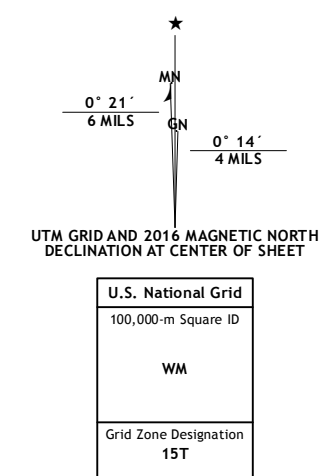 MN
0° 21´
6 MILS
GN
0° 14´
4 MILS
UTM GRID AND 2016 MAGNETIC NORTH
DECLINATION AT CENTER OF SHEET
U.S. National Grid
100,000-m Square ID
WM
Grid Zone Designation
15T